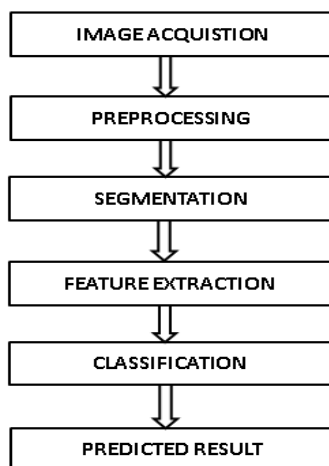 IMAGE ACQUISTION
PREPROCESSING
SEGMENTATION
FEATURE EXTRACTION
CLASSIFICATION
PREDICTED RESULT